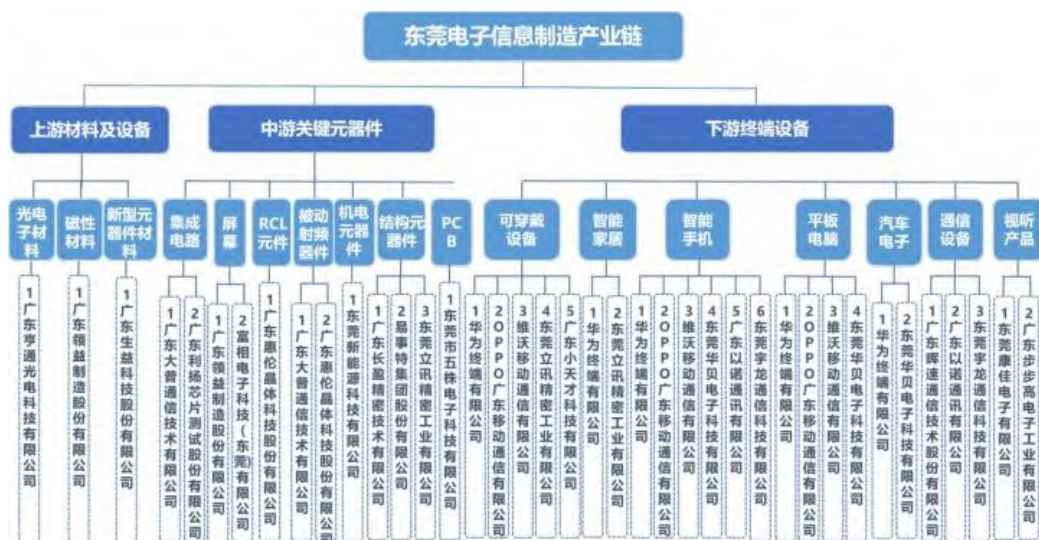 东莞电子信息制造产业链
上游材料及设备
中游关键元器件
下游终端设备
光电子材料
磁性材料
新型元器件材料
集成电路
屏幕
RCL元件
被动射频器件
机电元器件
结构元器件
PCB
可穿戴设备
智能家居
智能手机
平板电脑
汽车电子
通信设备
视听产品
1广东亨通光电科技有限公司
1广东领益制造股份有限公司
1广东生益科技股份有限公司
1广东大普通信技术有限公司
2广东利扬芯片测试股份有限公司
1广东领益制造股份有限公司
2富相电子科技(东莞)有限公司
1广东惠伦晶体科技股份有限公司
1广东大普通信技术有限公司
2广东惠伦晶体科技股份有限公司
1东莞新能源科技有限公司
1广东长盈精密技术有限公司
2易事特集团股份有限公司
3东莞立讯精密工业有限公司
1东莞市五株电子科技有限公司
1华为终端有限公司
2OPPO广东移动通信有限公司
3维沃移动通信有限公司
4东莞立讯精密工业有限公司
5广东小天才科技有限公司
1华为终端有限公司
2东莞立讯精密工业有限公司
1华为终端有限公司
2OPPO广东移动通信有限公司
3维沃移动通信有限公司
4东莞华贝电子科技有限公司
5广东以诺通讯有限公司
6东莞宇龙通信科技有限公司
1华为终端有限公司
2OPPO广东移动通信有限公司
3维沃移动通信有限公司
4东莞华贝电子科技有限公司
1华为终端有限公司
2东莞华贝电子科技有限公司
1广东晖速通信技术股份有限公司
2广东以诺通讯有限公司
3东莞宇龙通信科技有限公司
1东莞康佳电子有限公司
2广东步步高电子工业有限公司